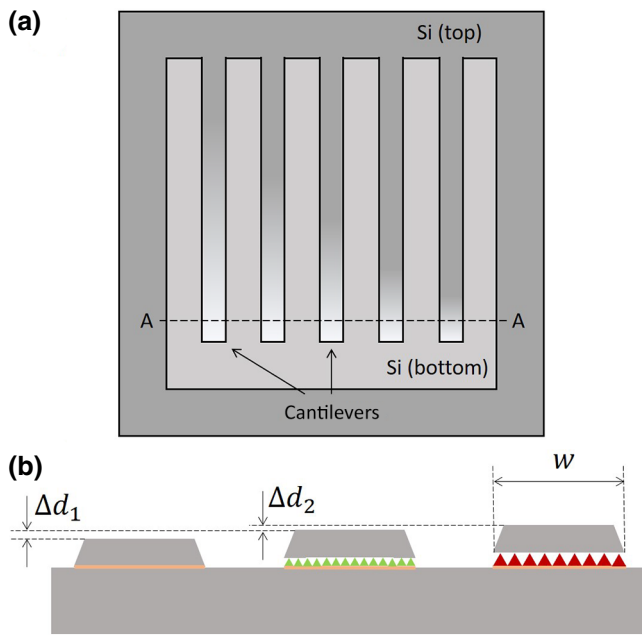 (a)
Si (top)
A
A
Si (bottom)
Cantilevers
(b)
Δd₁
Δd₂
w